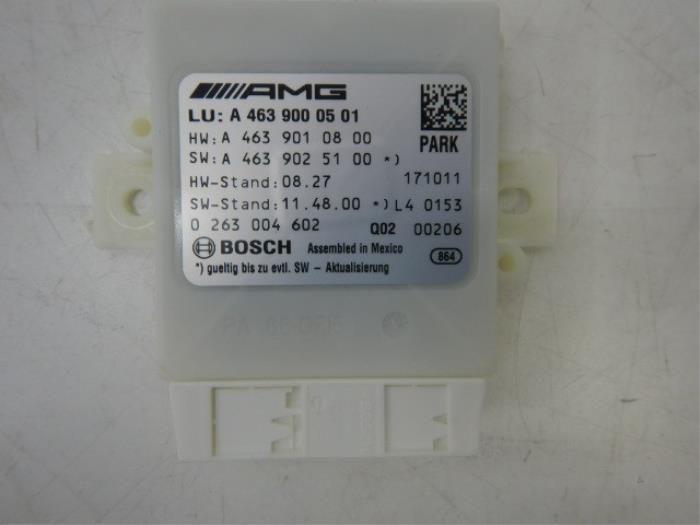 AMG
LU: A 463 900 05 01
HW: A 463 901 08 00
PARK
SW: A 463 902 51 00 *)
HW-Stand: 08.27 171011
SW-Stand: 11.48.00 *) L4 0153
0 263 004 602 Q02 00206
BOSCH Assembled in Mexico 864
*) gueltig bis zu evtl. SW - Aktualisierung